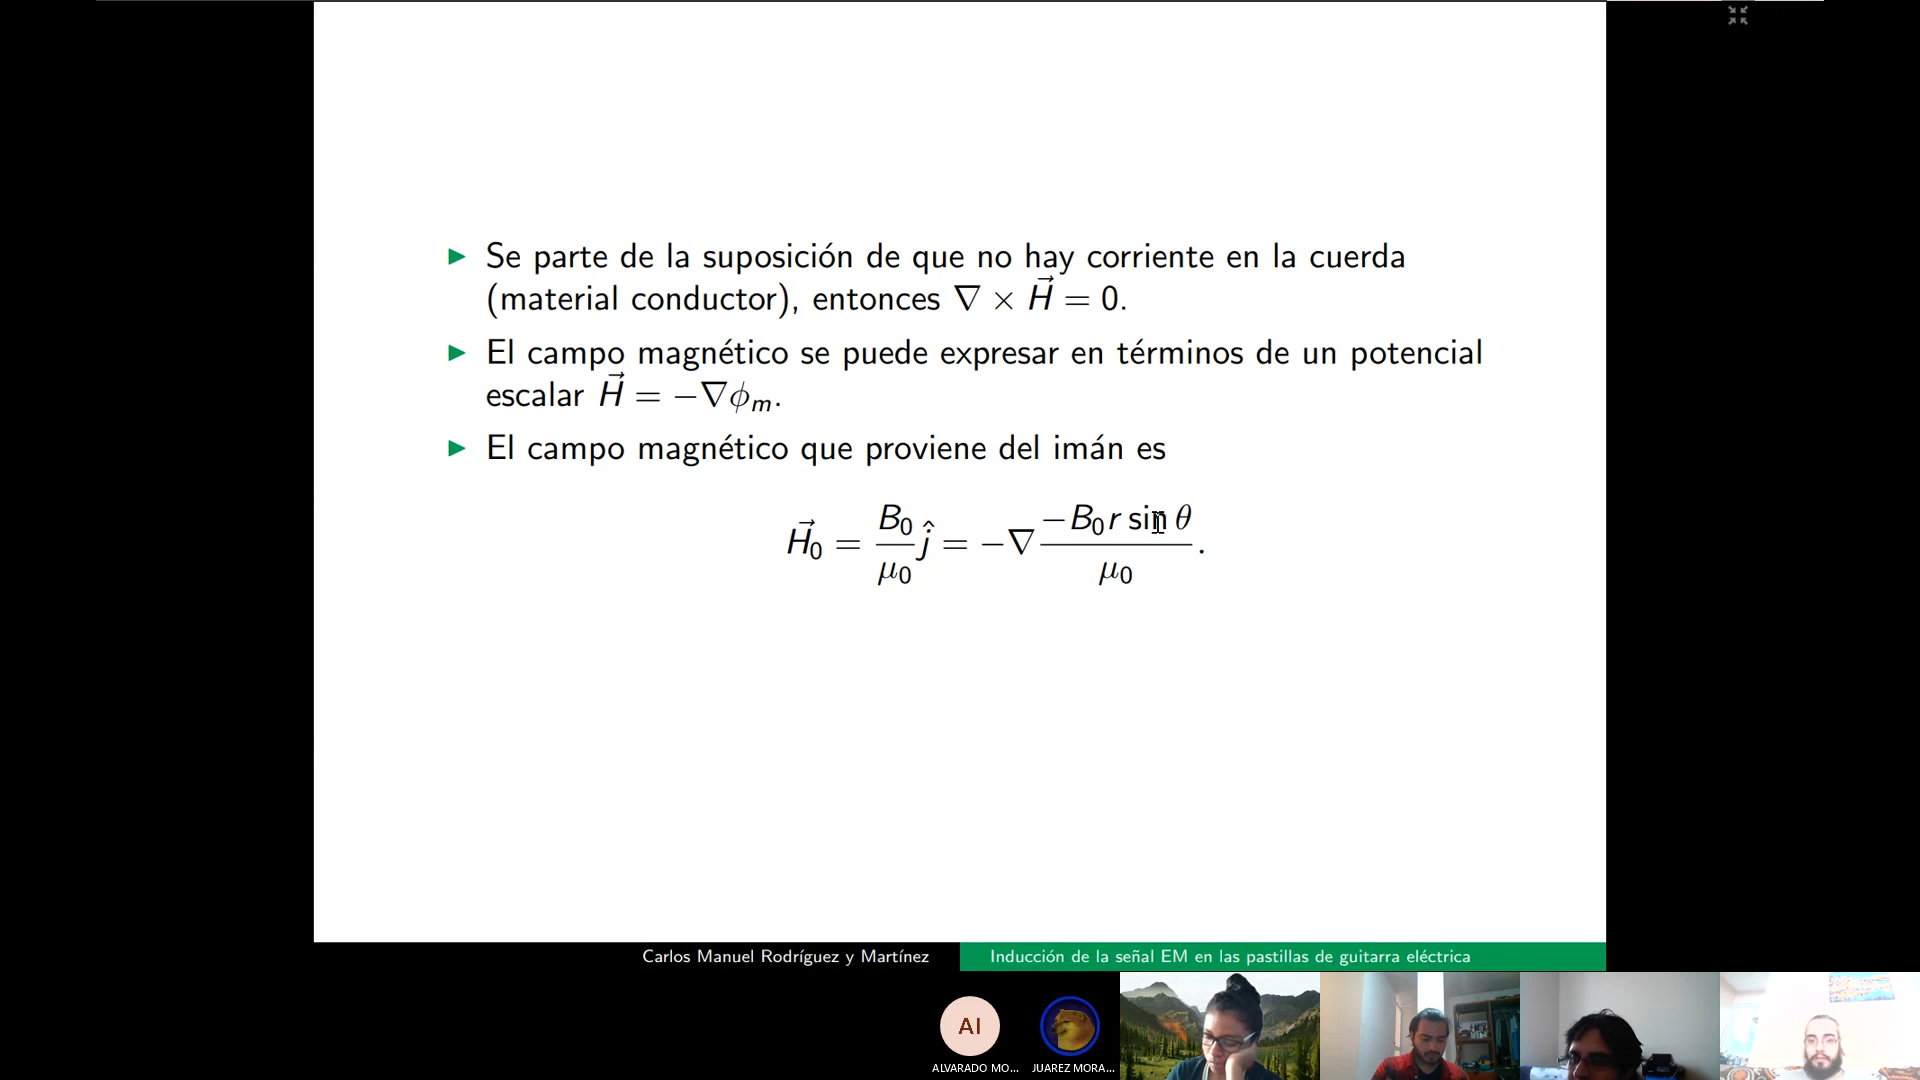 Se parte de la suposición de que no hay corriente en la cuerda
(material conductor), entonces ∇ × H⃗ = 0.
El campo magnético se puede expresar en términos de un potencial
escalar H⃗ = −∇ϕₘ.
El campo magnético que proviene del imán es
H⃗₀ = B₀/μ₀ ĵ = −∇ −B₀ r sin θ/μ₀.
Carlos Manuel Rodríguez y Martínez
Inducción de la señal EM en las pastillas de guitarra eléctrica
AI
ALVARADO MO...
JUAREZ MORA...